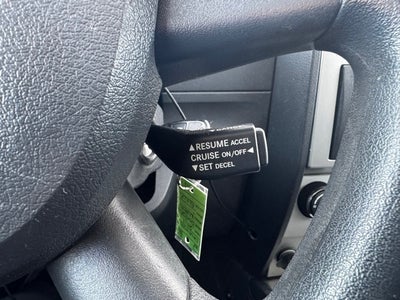 ▲RESUME ACCEL
CRUISE ON/OFF◄
▼SET DECEL